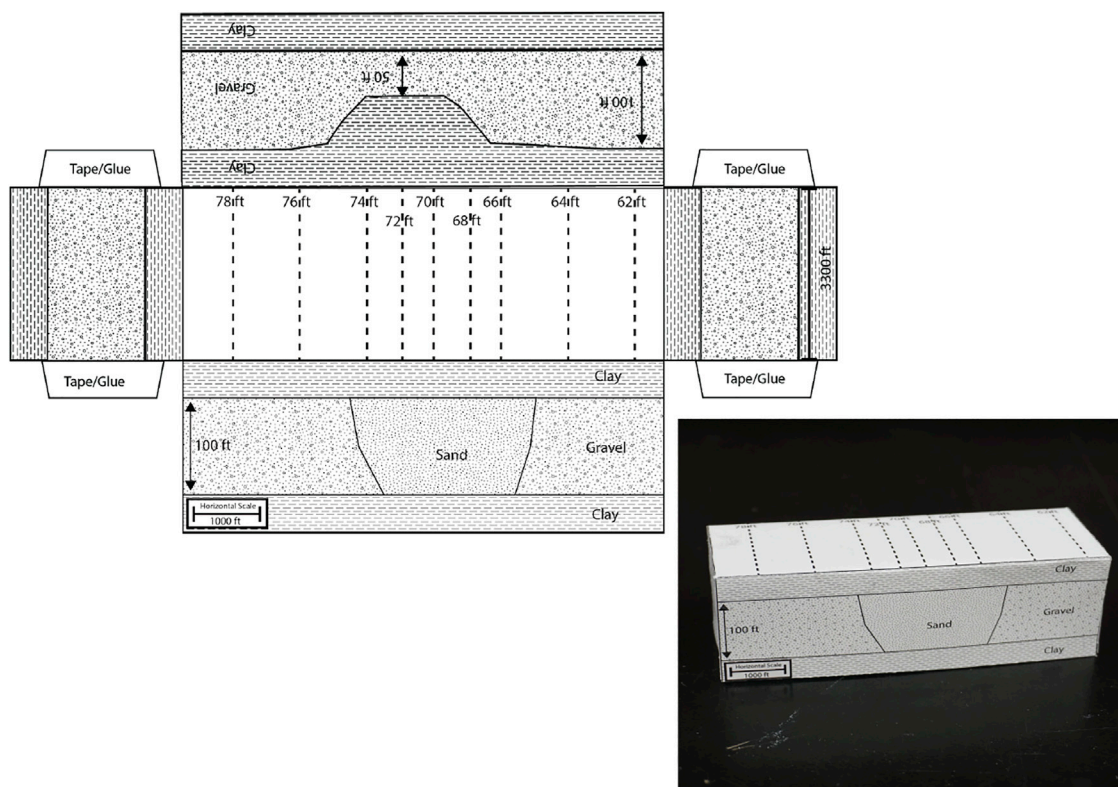 Clay
Gravel
50 ft
100 ft
Clay
Tape/Glue
Tape/Glue
78 ft
76 ft
74 ft
72 ft
70 ft
68 ft
66 ft
64 ft
62 ft
3300 ft
Tape/Glue
Tape/Glue
Clay
100 ft
Sand
Gravel
Horizontal Scale
1000 ft
Clay
Clay
100 ft
Sand
Gravel
Horizontal Scale
1000 ft
Clay